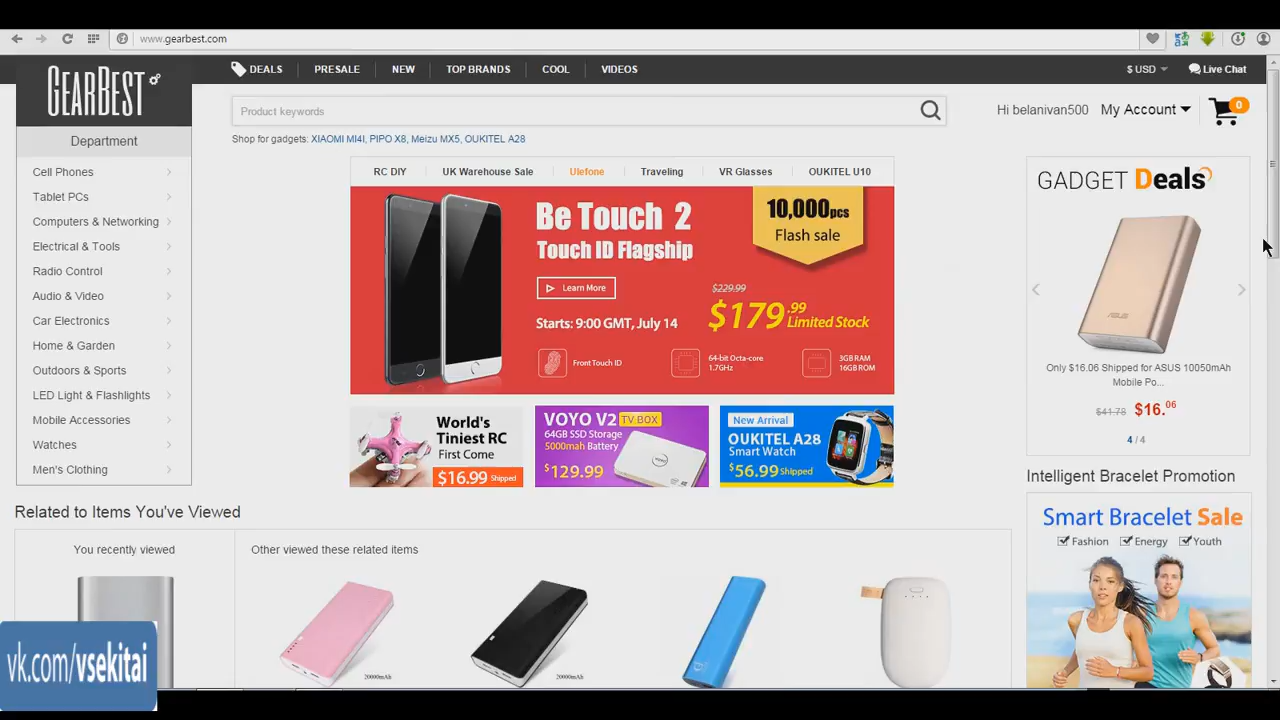 www.gearbest.com
GEARBEST
DEALS
PRESALE
NEW
TOP BRANDS
COOL
VIDEOS
$ USD
Live Chat
Product keywords
Hi belanivan500
My Account
0
Shop for gadgets: XIAOMI MI4I, PIPO X8, Meizu MX5, OUKITEL A28
Department
Cell Phones
Tablet PCs
Computers & Networking
Electrical & Tools
Radio Control
Audio & Video
Car Electronics
Home & Garden
Outdoors & Sports
LED Light & Flashlights
Mobile Accessories
Watches
Men's Clothing
RC DIY
UK Warehouse Sale
Ulefone
Traveling
VR Glasses
OUKITEL U10
Be Touch 2
Touch ID Flagship
10,000pcs
Flash sale
Learn More
$229.99
$179.99 Limited Stock
Starts: 9:00 GMT, July 14
Front Touch ID
64-bit Octa-core
1.7GHz
3GB RAM
16GB ROM
World's
Tiniest RC
First Come
$16.99 Shipped
VOYO V2 TV BOX
64GB SSD Storage
5000mah Battery
$129.99
VOYO
New Arrival
OUKITEL A28
Smart Watch
$56.99 Shipped
GADGET Deals
ASUS
Only $16.06 Shipped for ASUS 10050mAh
Mobile Po...
$41.78 $16.06
4 / 4
Intelligent Bracelet Promotion
Smart Bracelet Sale
Fashion
Energy
Youth
Related to Items You've Viewed
You recently viewed
Other viewed these related items
20000mAh
20000mAh
vk.com/vsekitai